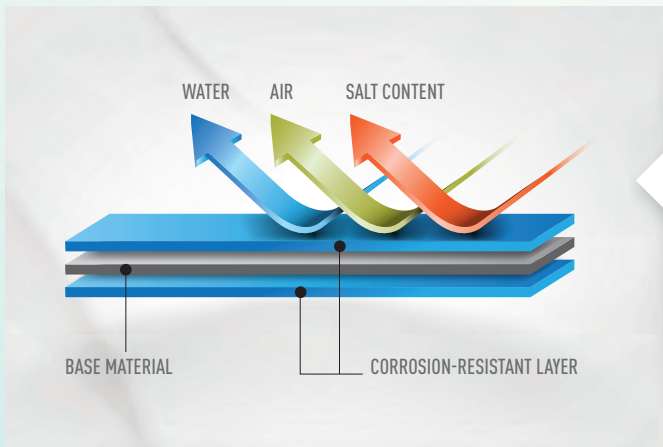 WATER
AIR
SALT CONTENT
BASE MATERIAL
CORROSION-RESISTANT LAYER